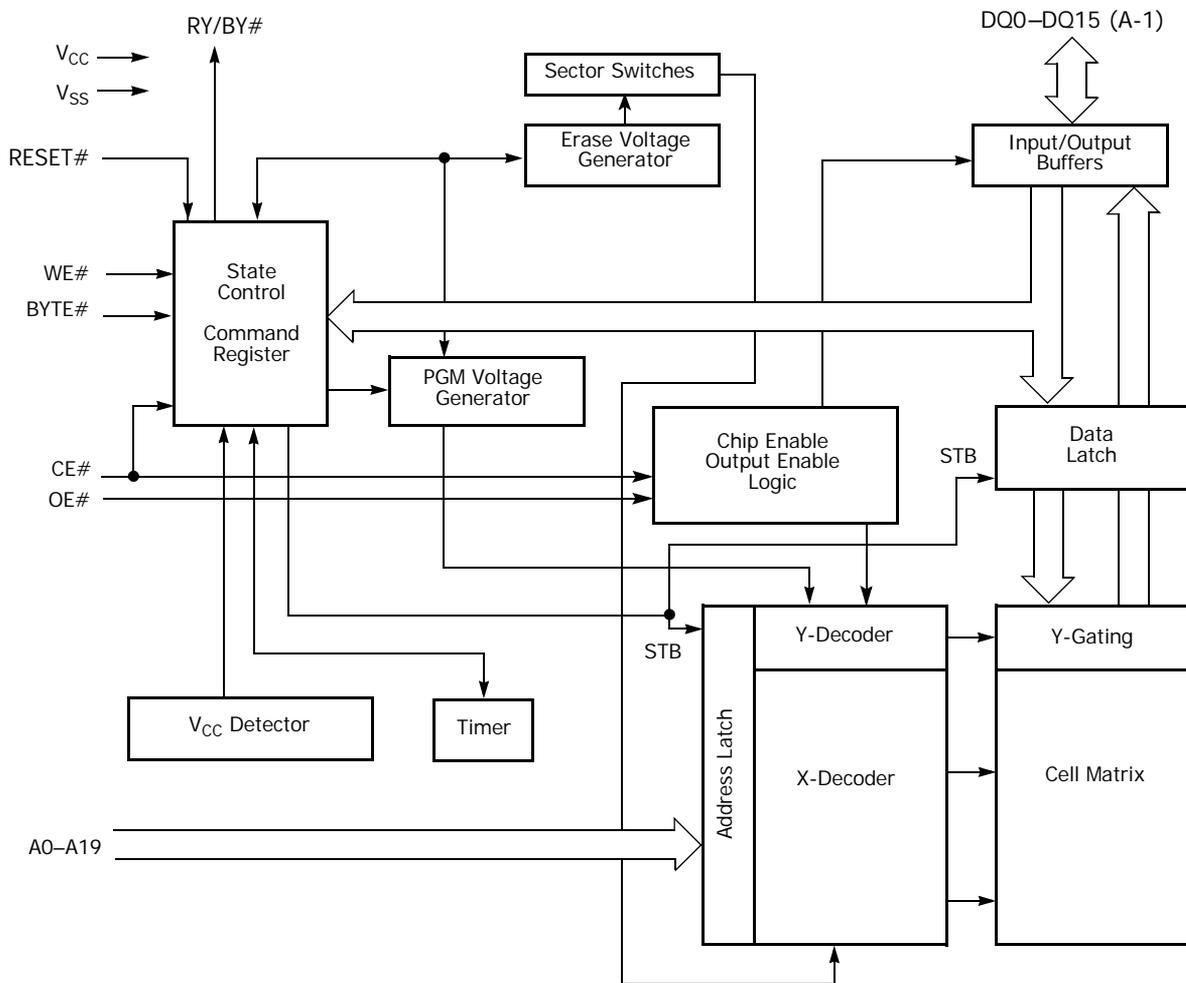 RY/BY#
DQ0–DQ15 (A-1)
VCC
VSS
Sector Switches
Erase Voltage
Generator
Input/Output
Buffers
RESET#
WE#
BYTE#
State
Control
Command
Register
PGM Voltage
Generator
Chip Enable
Output Enable
Logic
Data
Latch
STB
CE#
OE#
Y-Decoder
Y-Gating
STB
VCC Detector
Timer
Address Latch
X-Decoder
Cell Matrix
A0–A19